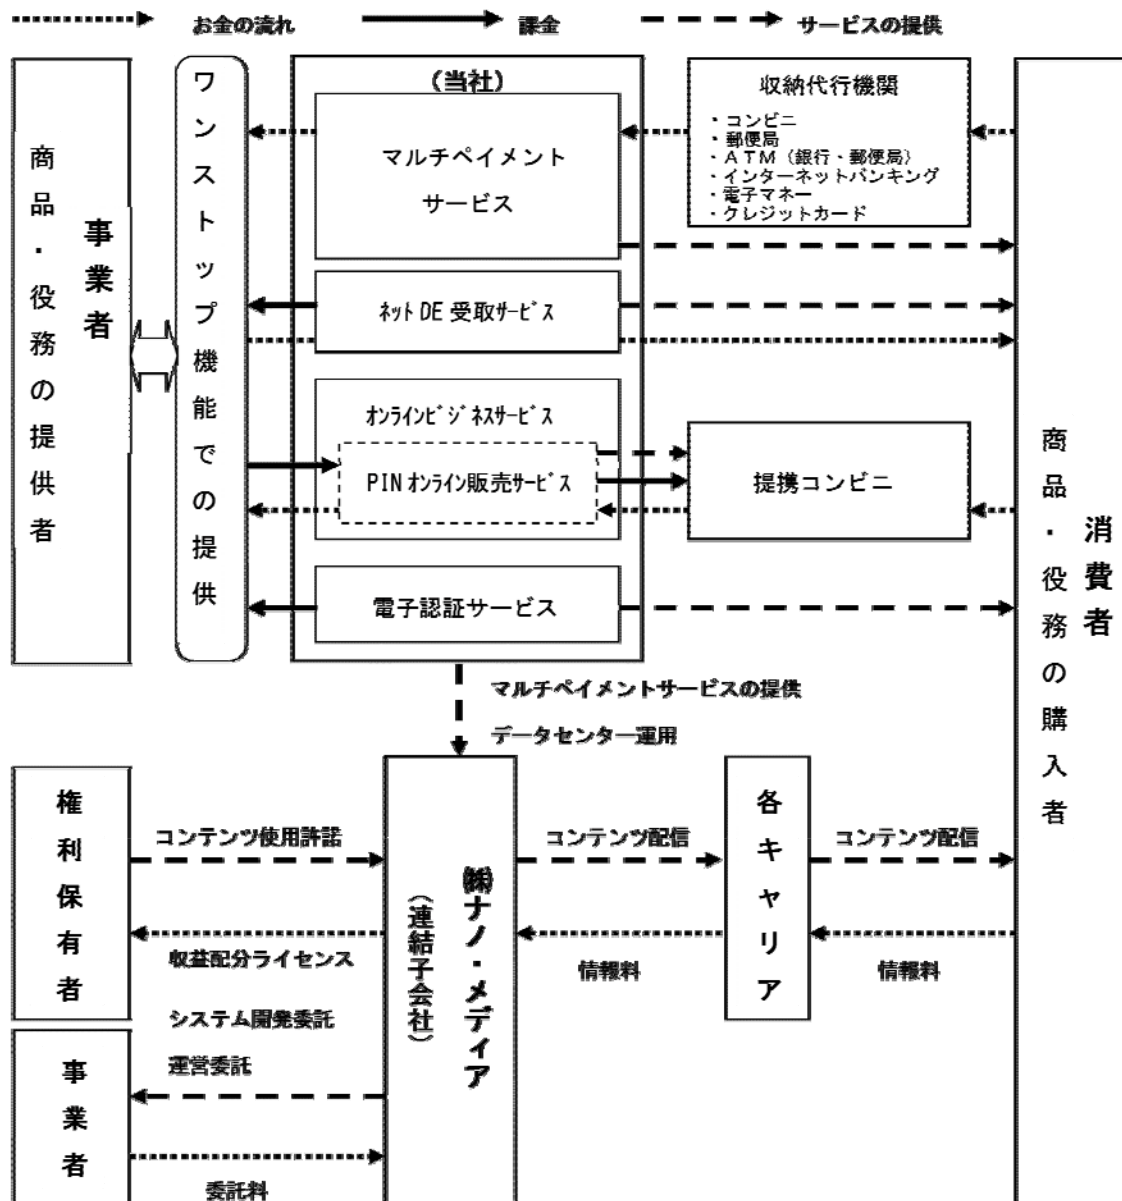 お金の流れ
課金
サービスの提供
商品・役務の提供者
事業者
ワンストップ機能での提供
(当社)
マルチペイメント
サービス
ネットDE受取サービス
オンラインビジネスサービス
PINオンライン販売サービス
電子認証サービス
収納代行機関
・コンビニ
・郵便局
・ATM(銀行・郵便局)
・インターネットバンキング
・電子マネー
・クレジットカード
提携コンビニ
商品・役務の購入者
消費者
マルチペイメントサービスの提供
データセンター運用
権利保有者
コンテンツ使用許諾
収益配分ライセンス
システム開発委託
運営委託
事業者
委託料
㈱ナノ・メディア
(連結子会社)
コンテンツ配信
情報料
各キャリア
コンテンツ配信
情報料